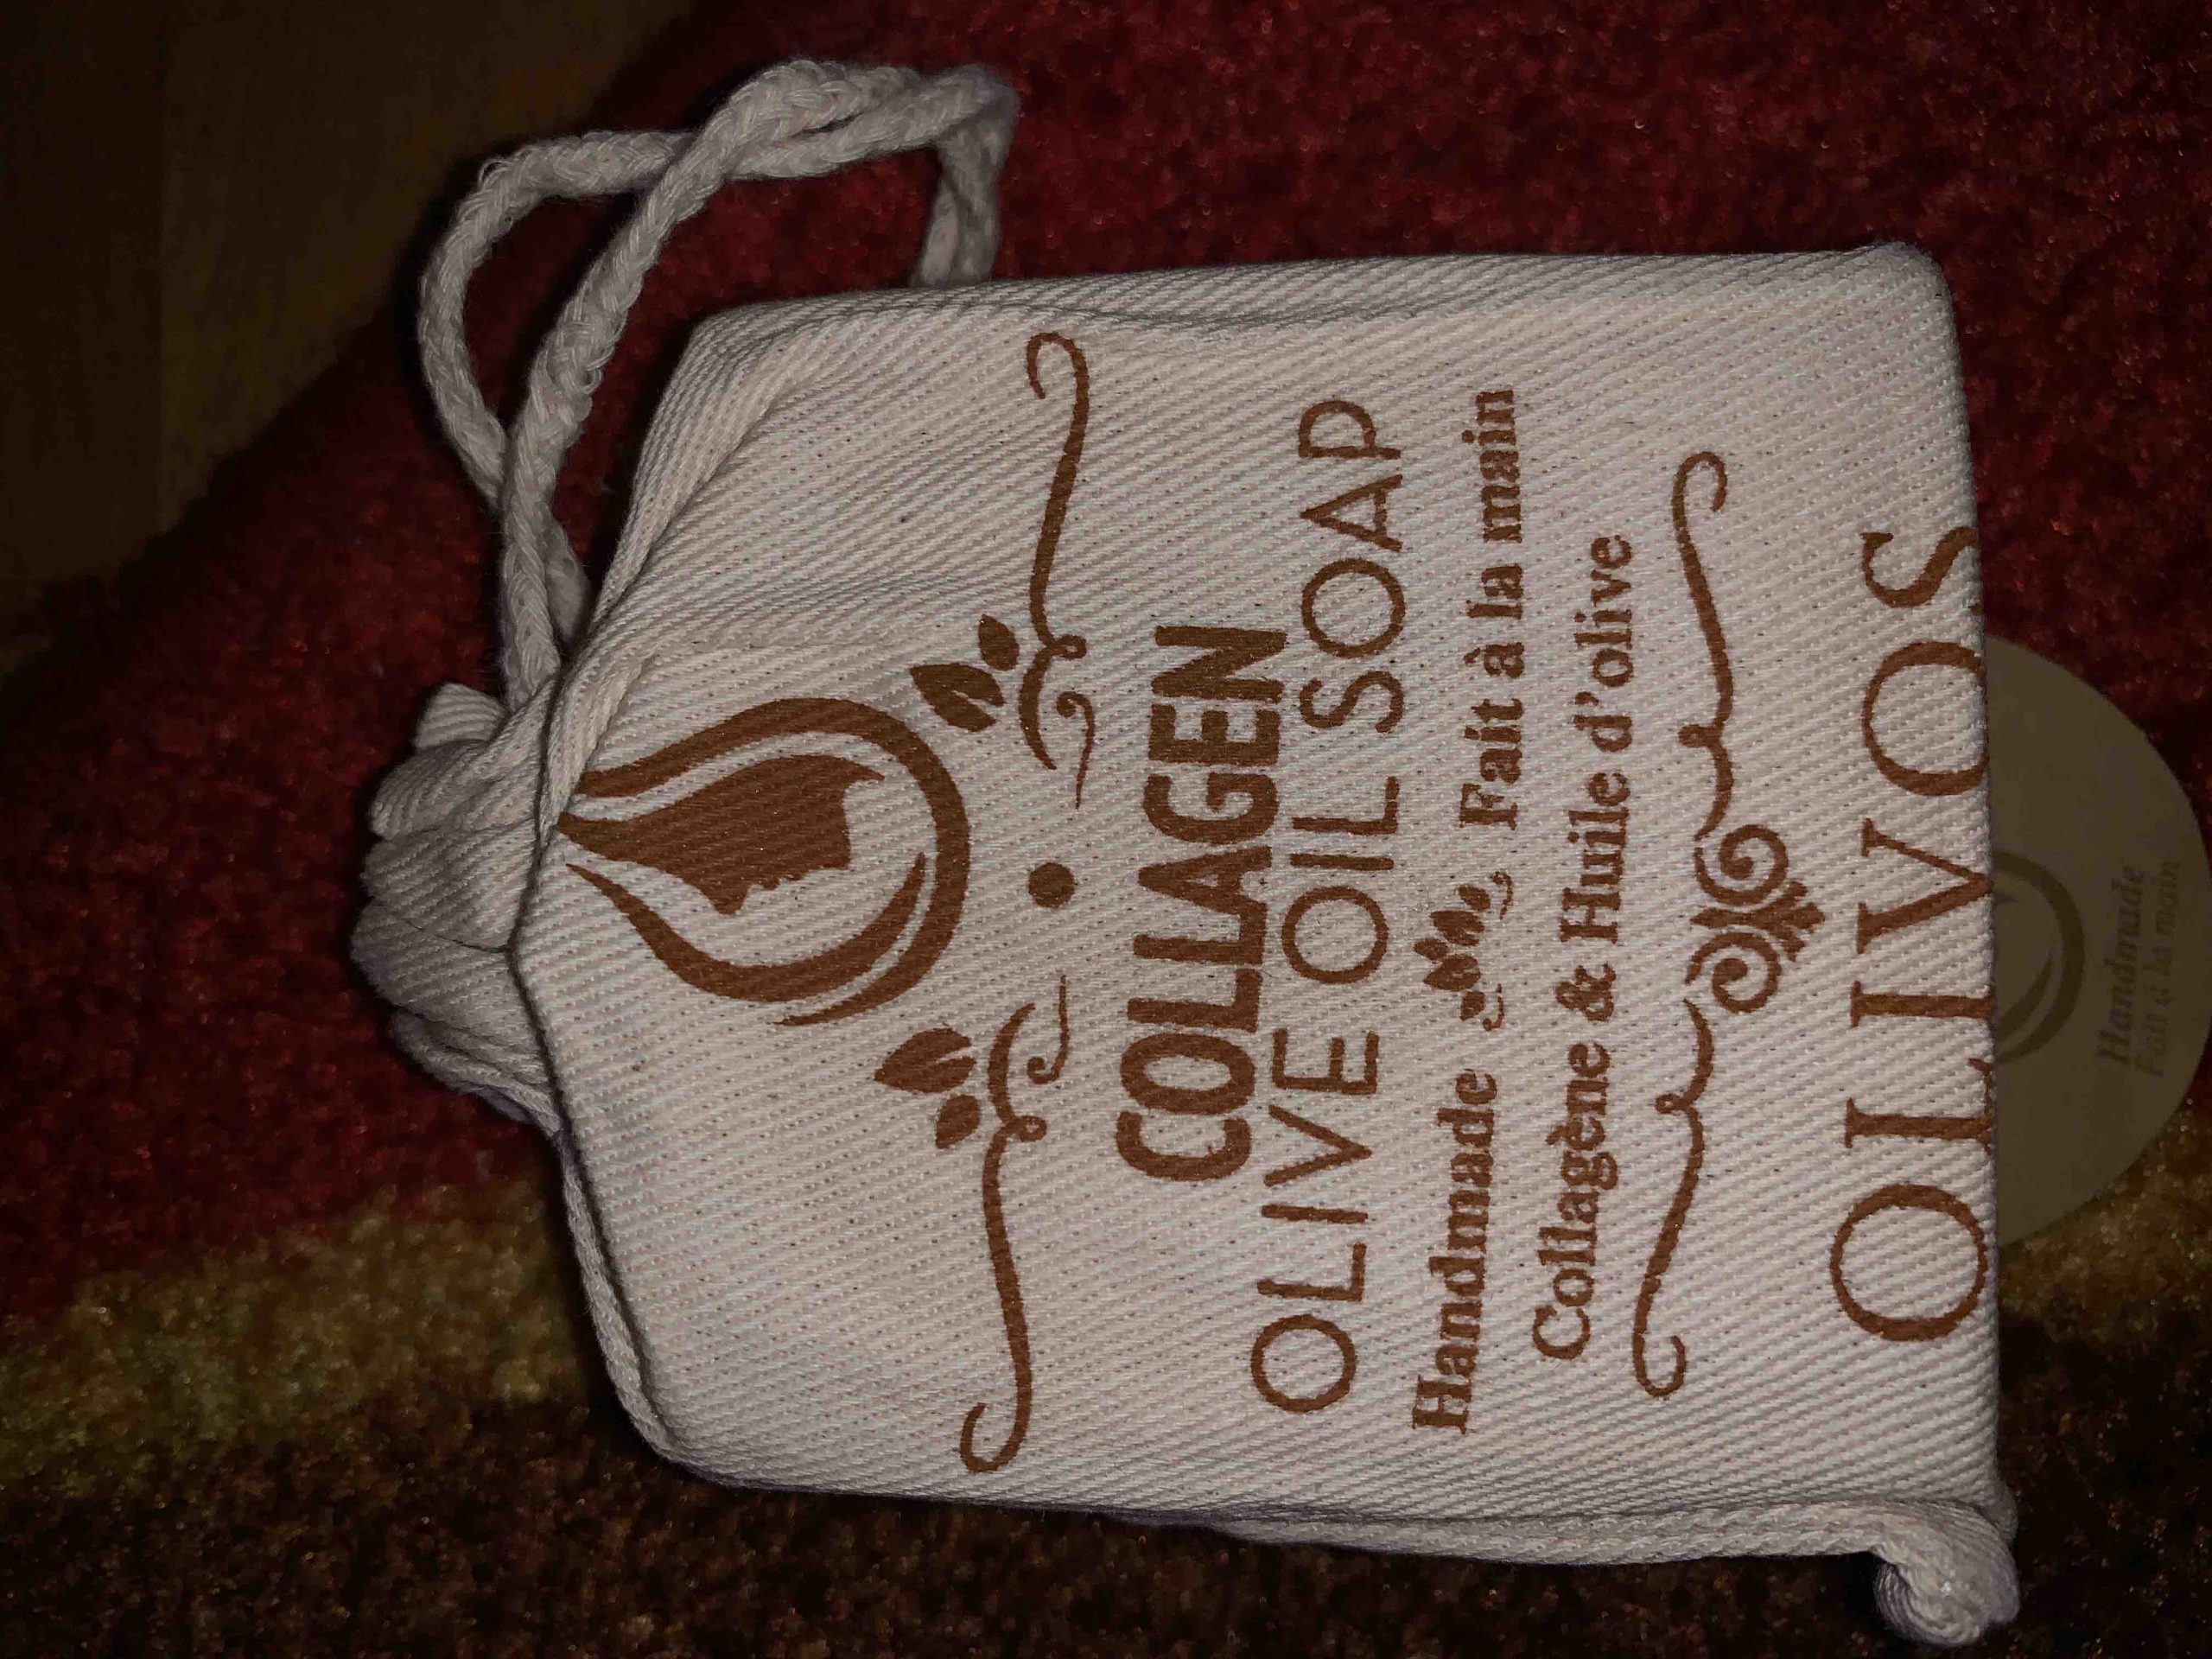 COLLAGEN
OLIVE OIL SOAP
Handmade Fait à la main
Collagène & Huile d'olive
OLIVOS
Handmade
Fait à la main